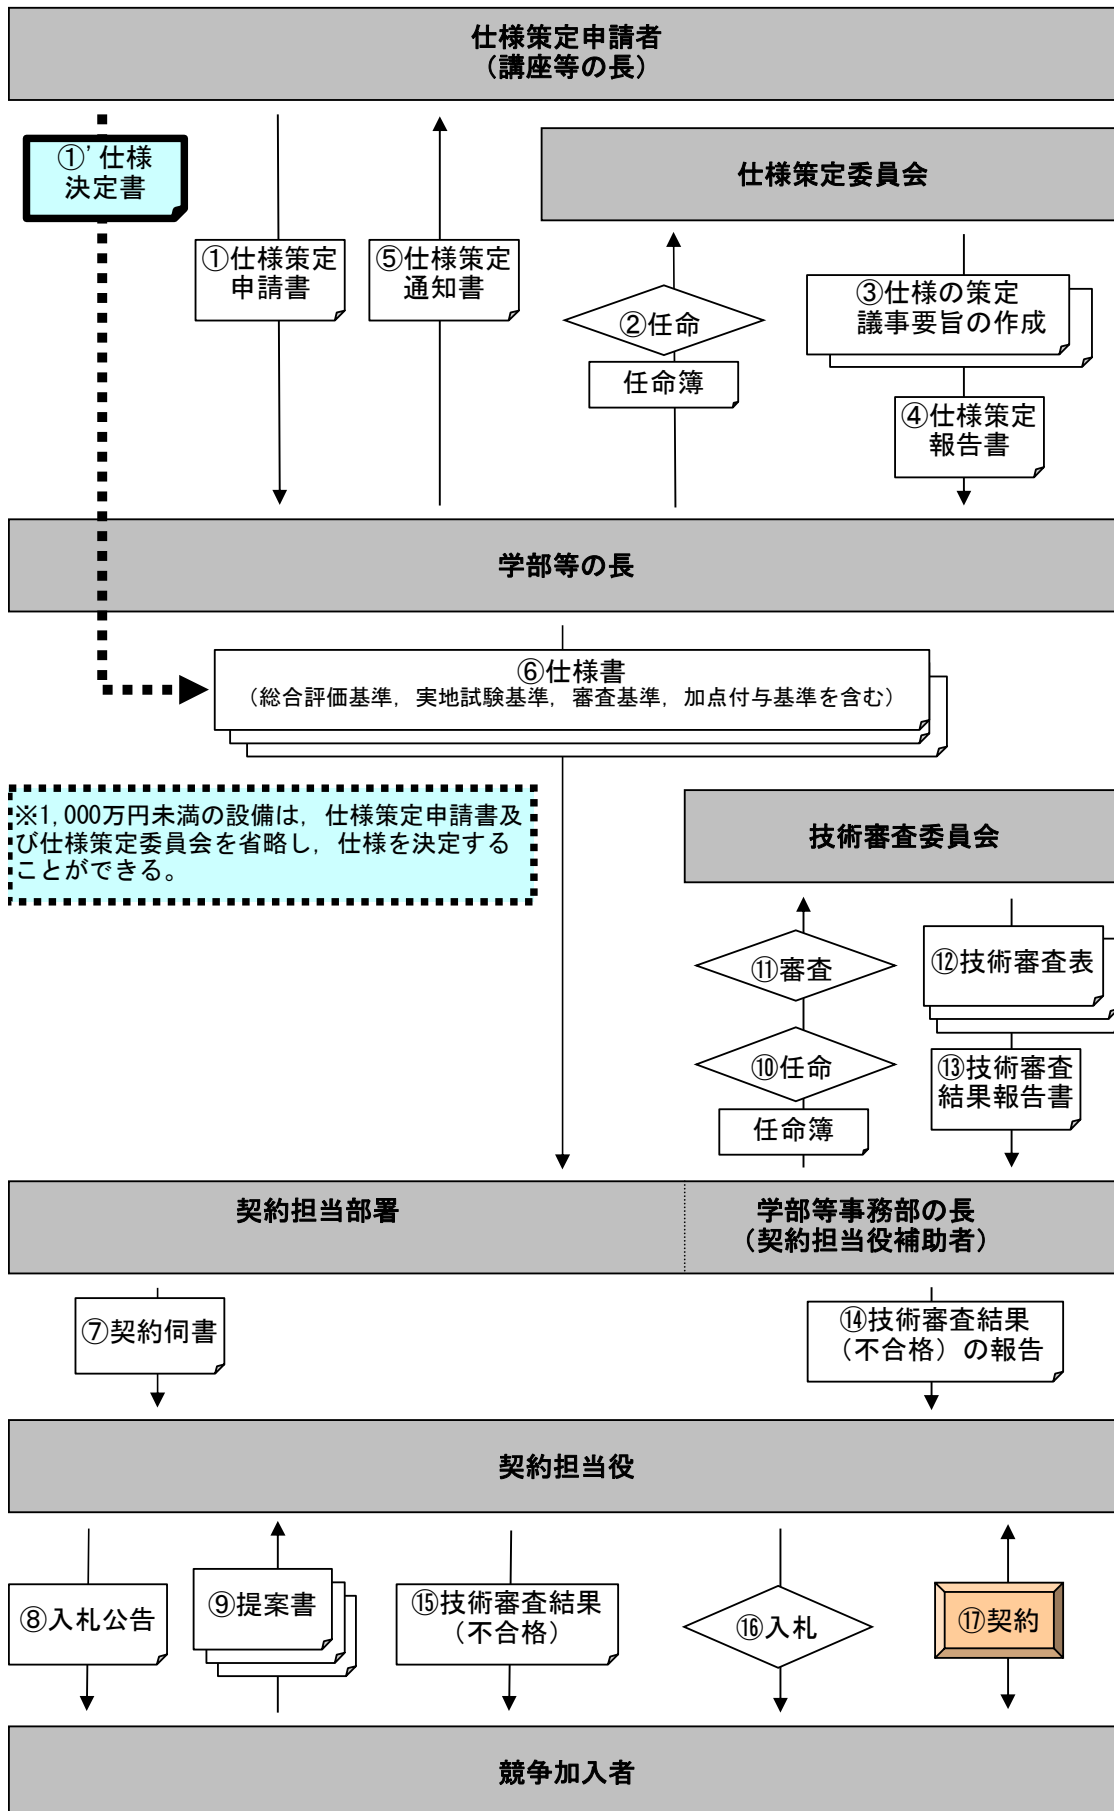 仕様策定申請者
（講座等の長）
①’仕様
決定書
仕様策定委員会
①仕様策定
申請書
⑤仕様策定
通知書
②任命
任命簿
③仕様の策定
議事要旨の作成
④仕様策定
報告書
学部等の長
⑥仕様書
（総合評価基準，実地試験基準，審査基準，加点付与基準を含む）
※1,000万円未満の設備は，仕様策定申請書及
び仕様策定委員会を省略し，仕様を決定する
ことができる。
技術審査委員会
⑪審査
⑩任命
任命簿
⑫技術審査表
⑬技術審査
結果報告書
契約担当部署
学部等事務部の長
（契約担当役補助者）
⑦契約伺書
⑭技術審査結果
（不合格）の報告
契約担当役
⑧入札公告
⑨提案書
⑮技術審査結果
（不合格）
⑯入札
⑰契約
競争加入者